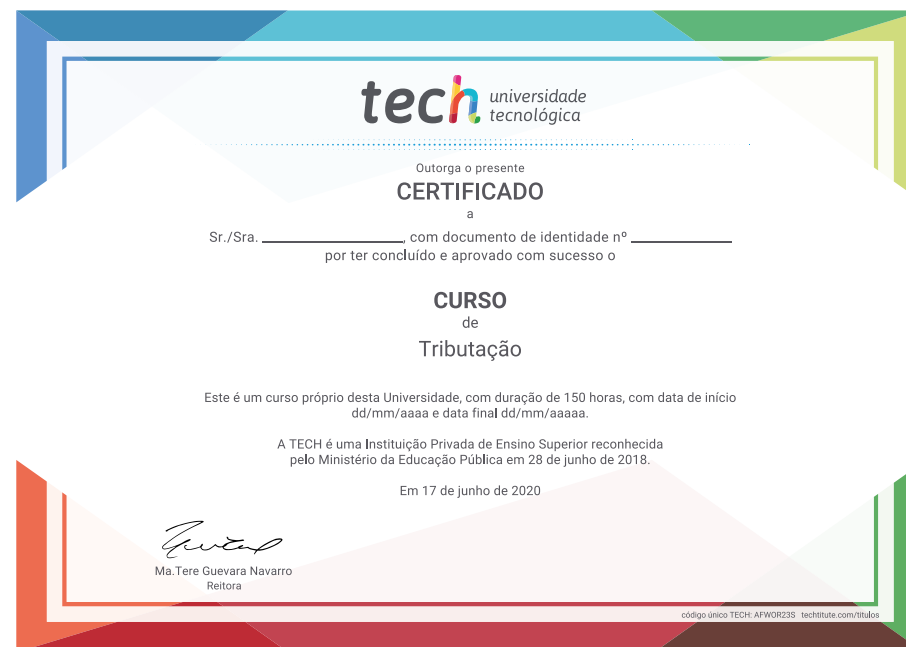 tech universidade
tecnológica
Outorga o presente
CERTIFICADO
a
Sr./Sra. ______________, com documento de identidade nº __________
por ter concluído e aprovado com sucesso o
CURSO
de
Tributação
Este é um curso próprio desta Universidade, com duração de 150 horas, com data de início
dd/mm/aaaa e data final dd/mm/aaaaa.
A TECH é uma Instituição Privada de Ensino Superior reconhecida
pelo Ministério da Educação Pública em 28 de junho de 2018.
Em 17 de junho de 2020
Ma.Tere Guevara Navarro
Reitora
código único TECH: AFWOR23S techtitute.com/titulos